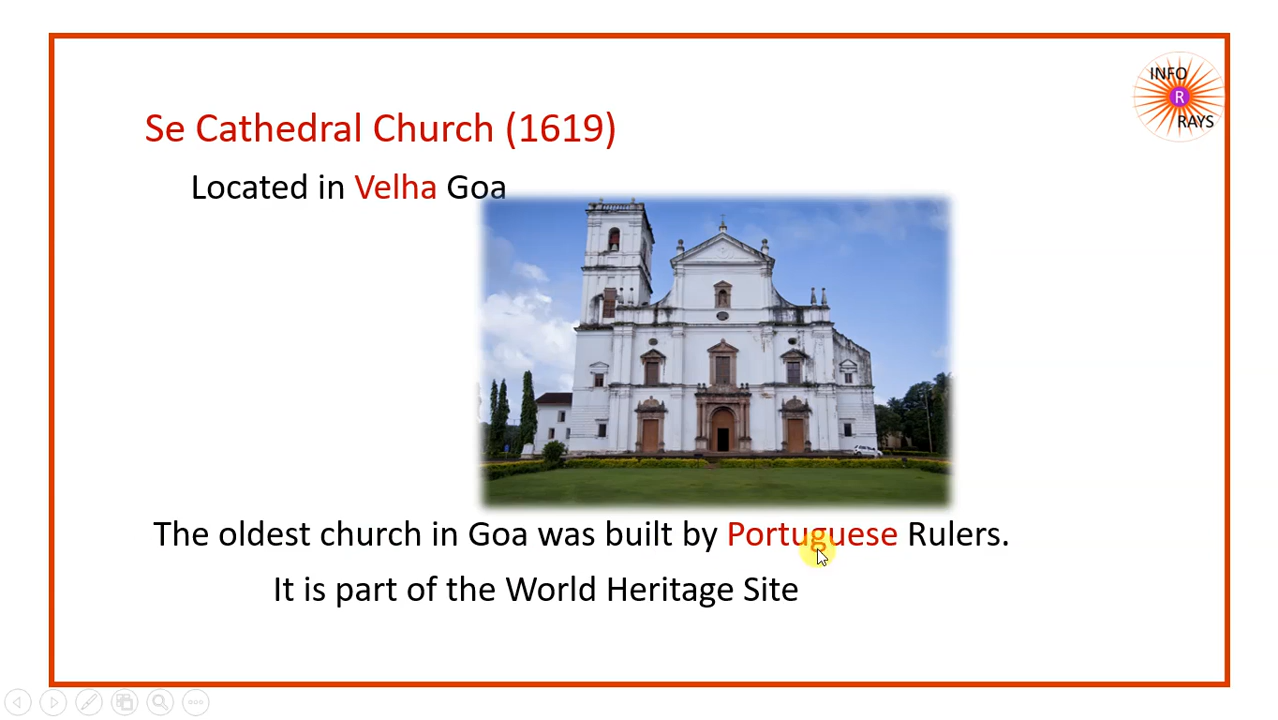 INFO
R
RAYS
Se Cathedral Church (1619)
Located in Velha Goa
The oldest church in Goa was built by Portuguese Rulers.
It is part of the World Heritage Site